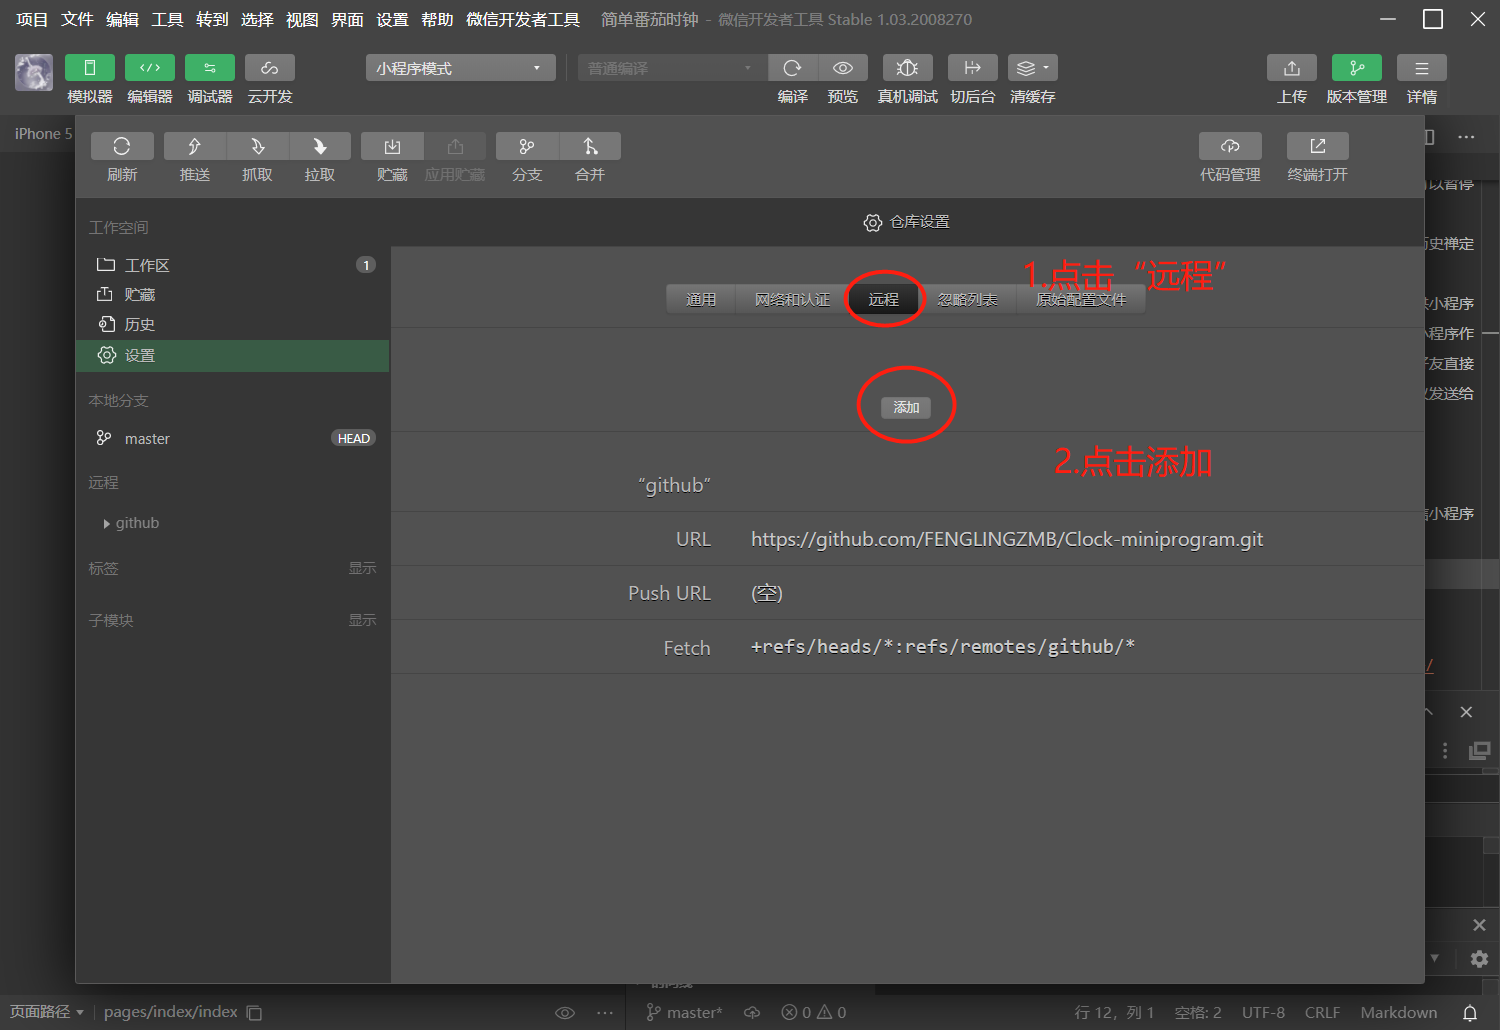 项目 文件 编辑 工具 转到 选择 视图 界面 设置 帮助 微信开发者工具 简单番茄时钟 - 微信开发者工具 Stable 1.03.2008270
小程序模式 普通编译
模拟器 编辑器 调试器 云开发 编译 预览 真机调试 切后台 清缓存 上传 版本管理 详情
iPhone 5
刷新 推送 抓取 拉取 贮藏 应用贮藏 分支 合并 代码管理 终端打开
以暂停
工作空间
仓库设置
工作区 1
历史禅定
1.点击“远程”
贮藏
通用 网络和认证 远程 忽略列表 原始配置文件
小程序
历史
程序作
设置
友直接
发送给
本地分支
添加
master HEAD
2.点击添加
远程
“github”
小程序
github
URL https://github.com/FENGLINGZMB/Clock-miniprogram.git
标签 显示
Push URL (空)
子模块 显示
Fetch +refs/heads/*:refs/remotes/github/*
/
页面路径 pages/index/index master* 0 0 行 12，列 1 空格: 2 UTF-8 CRLF Markdown